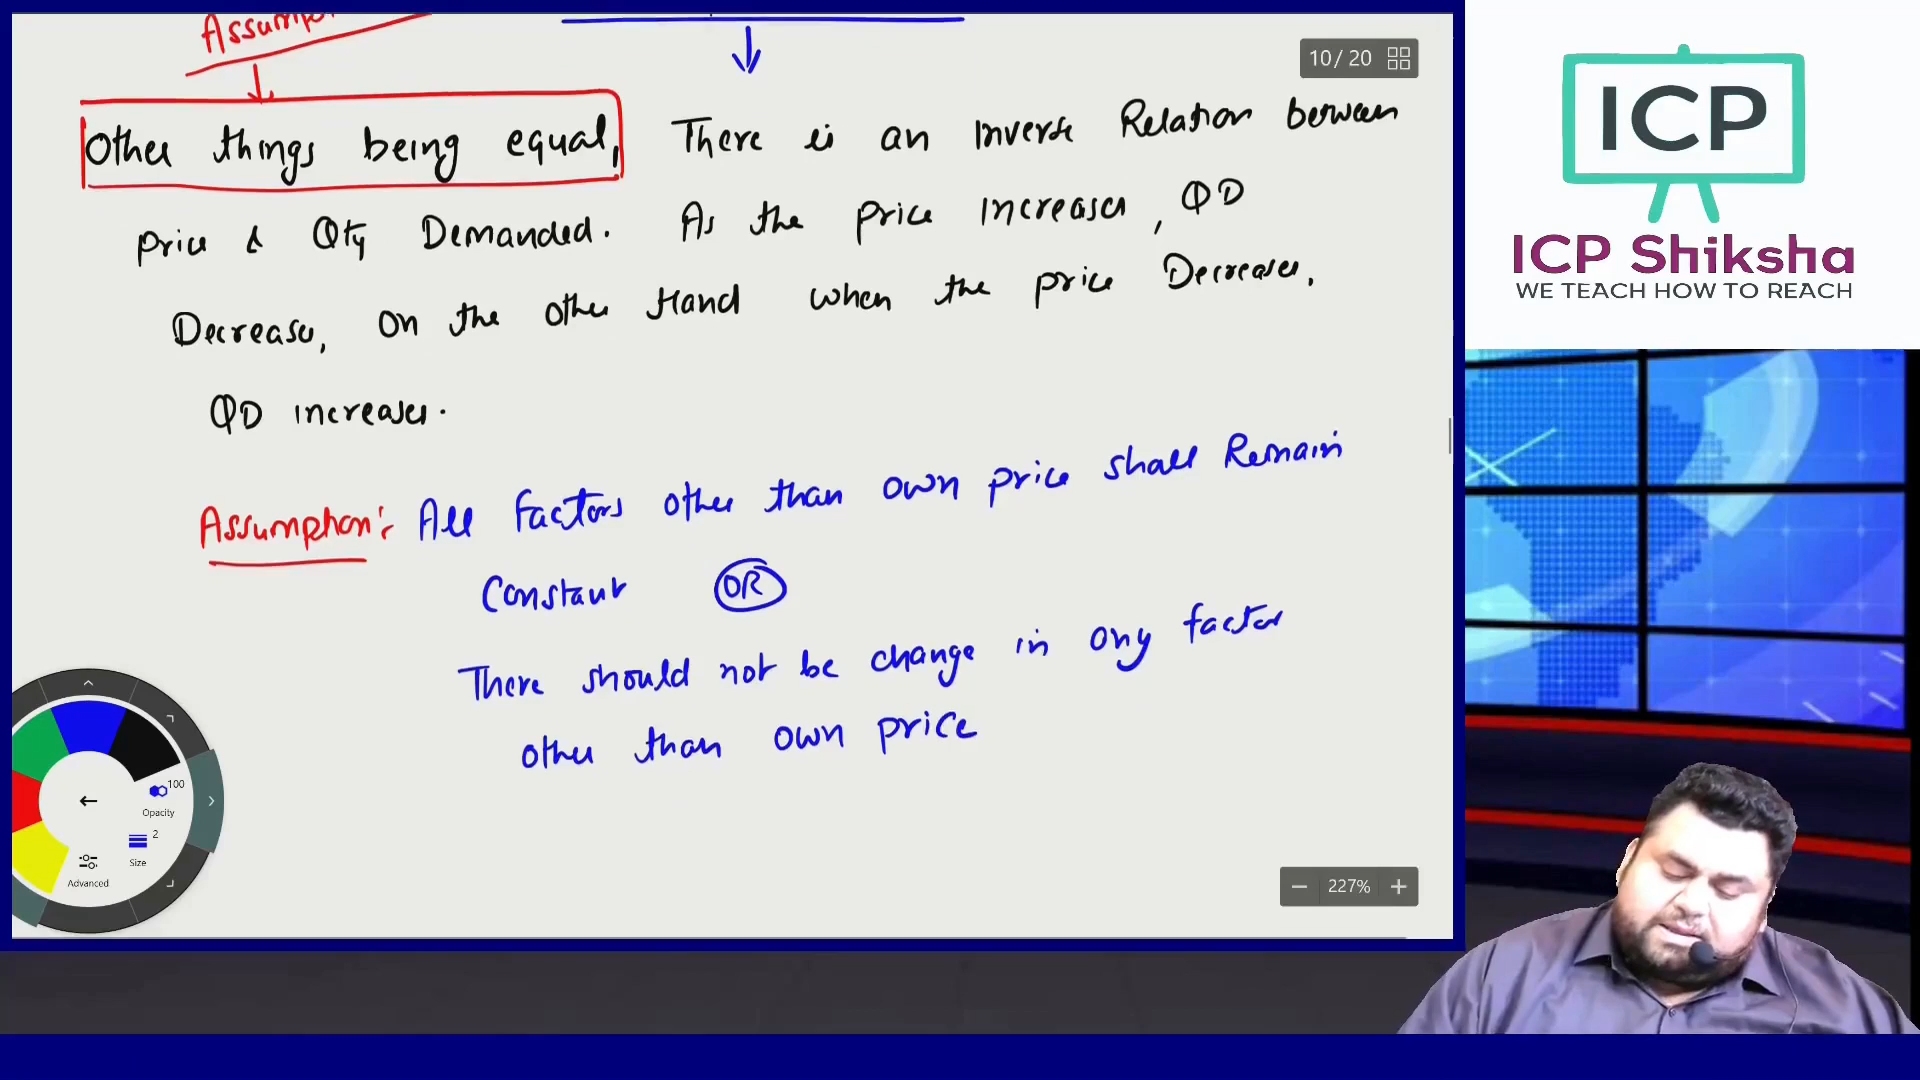 Assump
Other things being equal, There is an inverse Relation between
price & Qty Demanded. As the price increases, QD
Decreases, on the other Hand when the price Decreases,
QD increases.
Assumption:- All factors other than own price shall Remain
Constant OR
There should not be change in any factor
other than own price
10/ 20
100
Opacity
2
Size
Advanced
227%
ICP
ICP Shiksha
WE TEACH HOW TO REACH